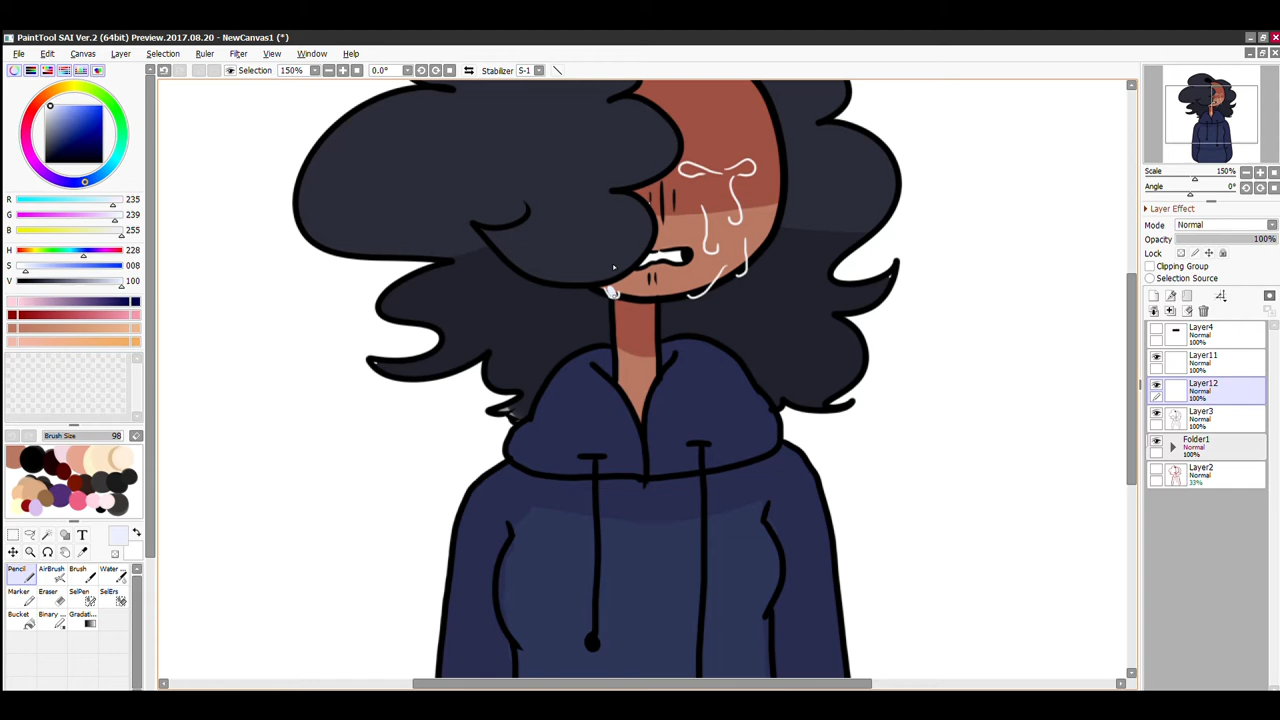 PaintTool SAI Ver.2 (64bit) Preview.2017.08.20 - NewCanvas1 (*)
File Edit Canvas Layer Selection Ruler Filter View Window Help
Selection 150% 0.0° Stabilizer S-1
R 235
G 239
B 255
H 228
S 008
V 100
Brush Size 98
T
Pencil AirBrush Brush Water ...
Marker Eraser SelPen SelErs
Bucket Binary ... Gradati...
Scale 150%
Angle 0°
Layer Effect
Mode Normal
Opacity 100%
Lock
Clipping Group
Selection Source
Layer4
Normal
100%
Layer11
Normal
100%
Layer12
Normal
100%
Layer3
Normal
100%
Folder1
Normal
100%
Layer2
Normal
33%